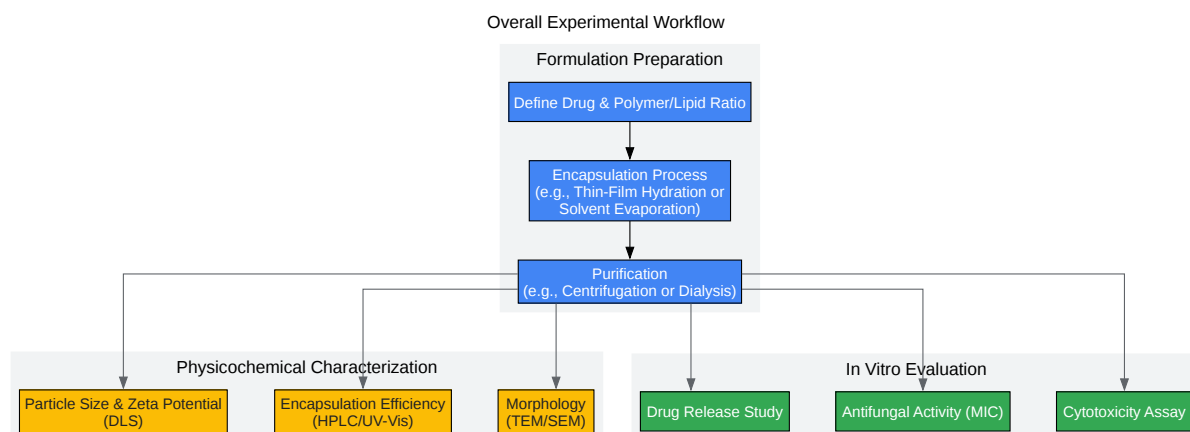 Overall Experimental Workflow
Formulation Preparation
Define Drug & Polymer/Lipid Ratio
Encapsulation Process
(e.g., Thin-Film Hydration or
Solvent Evaporation)
Purification
(e.g., Centrifugation or Dialysis)
Physicochemical Characterization
Particle Size & Zeta Potential
(DLS)
Encapsulation Efficiency
(HPLC/UV-Vis)
Morphology
(TEM/SEM)
In Vitro Evaluation
Drug Release Study
Antifungal Activity (MIC)
Cytotoxicity Assay